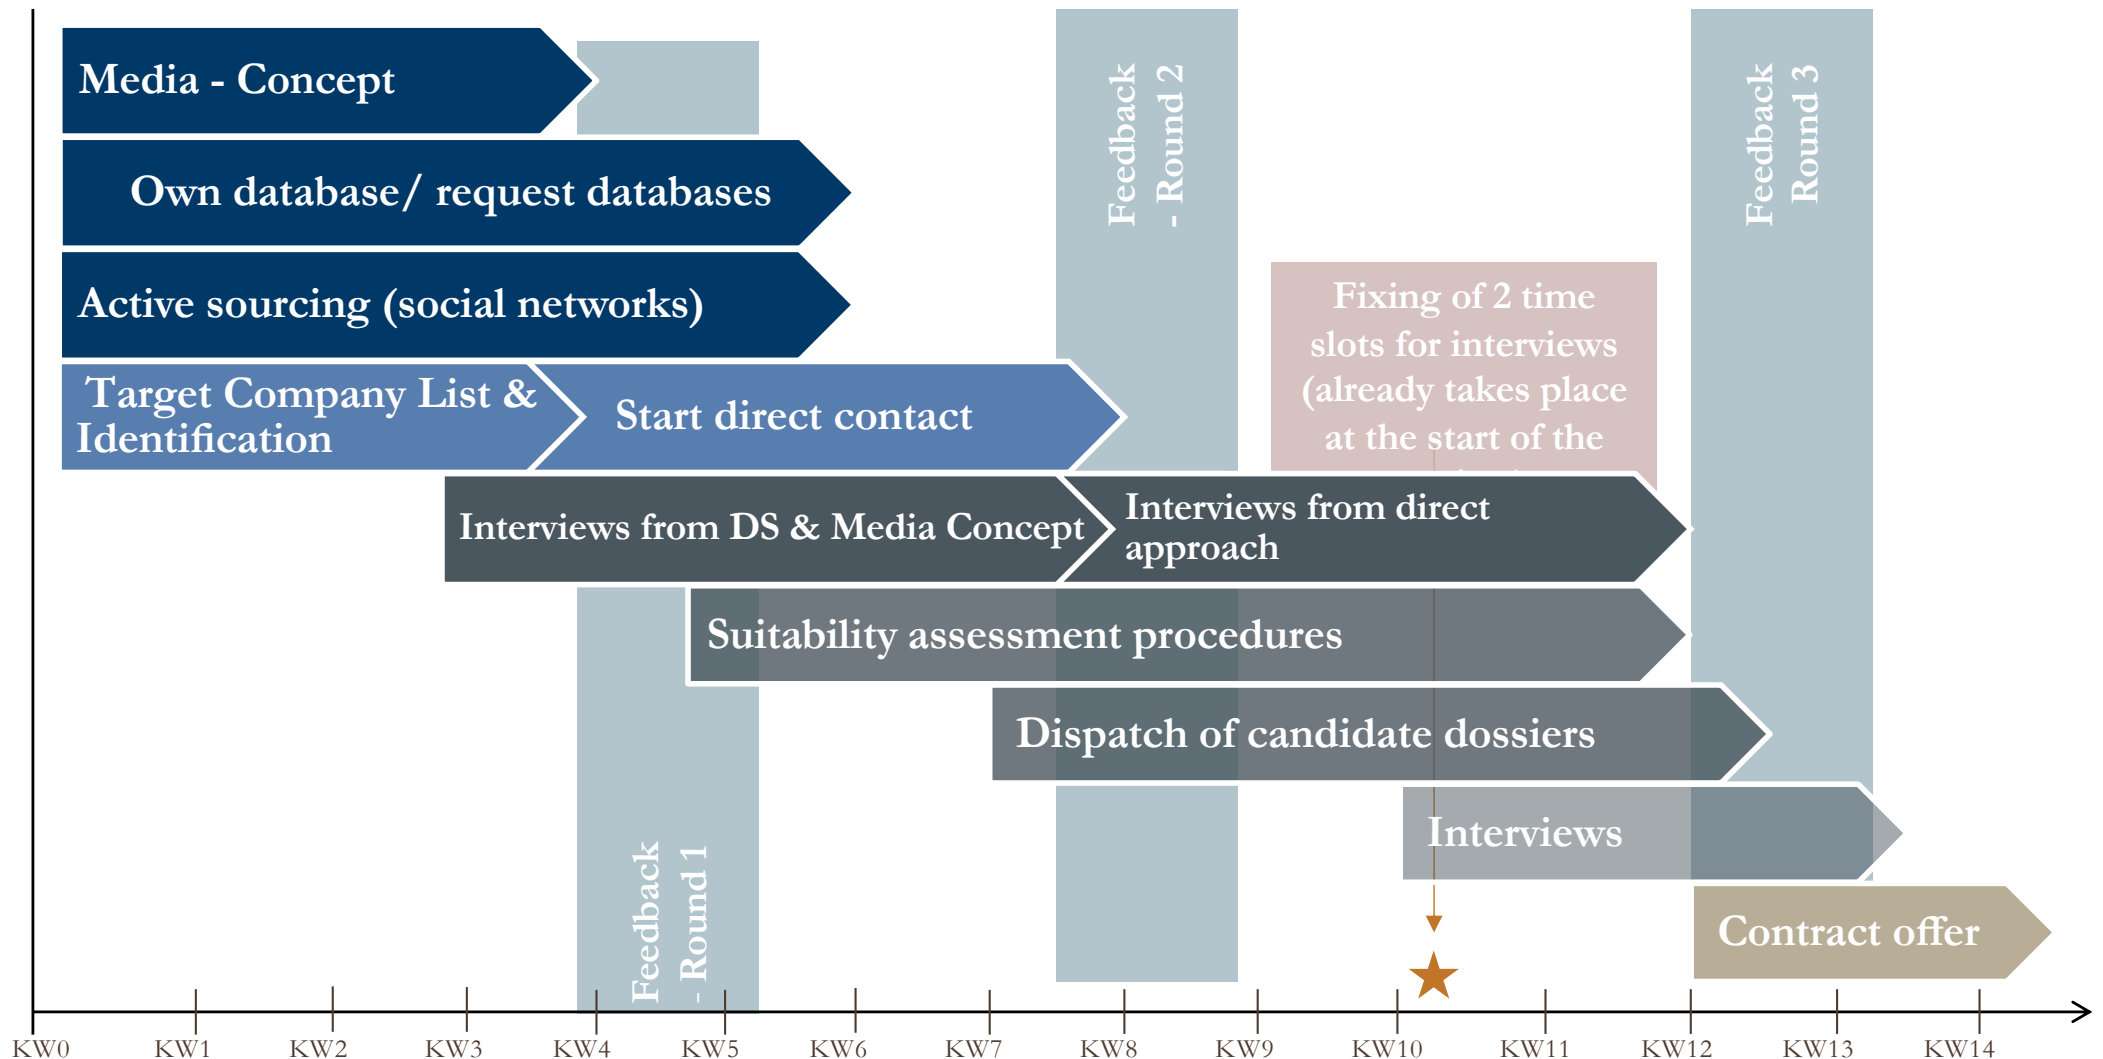 Media - Concept
Feedback
- Round 2
Feedback
Round 3
Own database/ request databases
Active sourcing (social networks)
Fixing of 2 time
slots for interviews
(already takes place
at the start of the
Target Company List &
Identification
Start direct contact
Interviews from DS & Media Concept
Interviews from direct
approach
Suitability assessment procedures
Dispatch of candidate dossiers
Interviews
Feedback
- Round 1
Contract offer
KW0
KW1
KW2
KW3
KW4
KW5
KW6
KW7
KW8
KW9
KW10
KW11
KW12
KW13
KW14